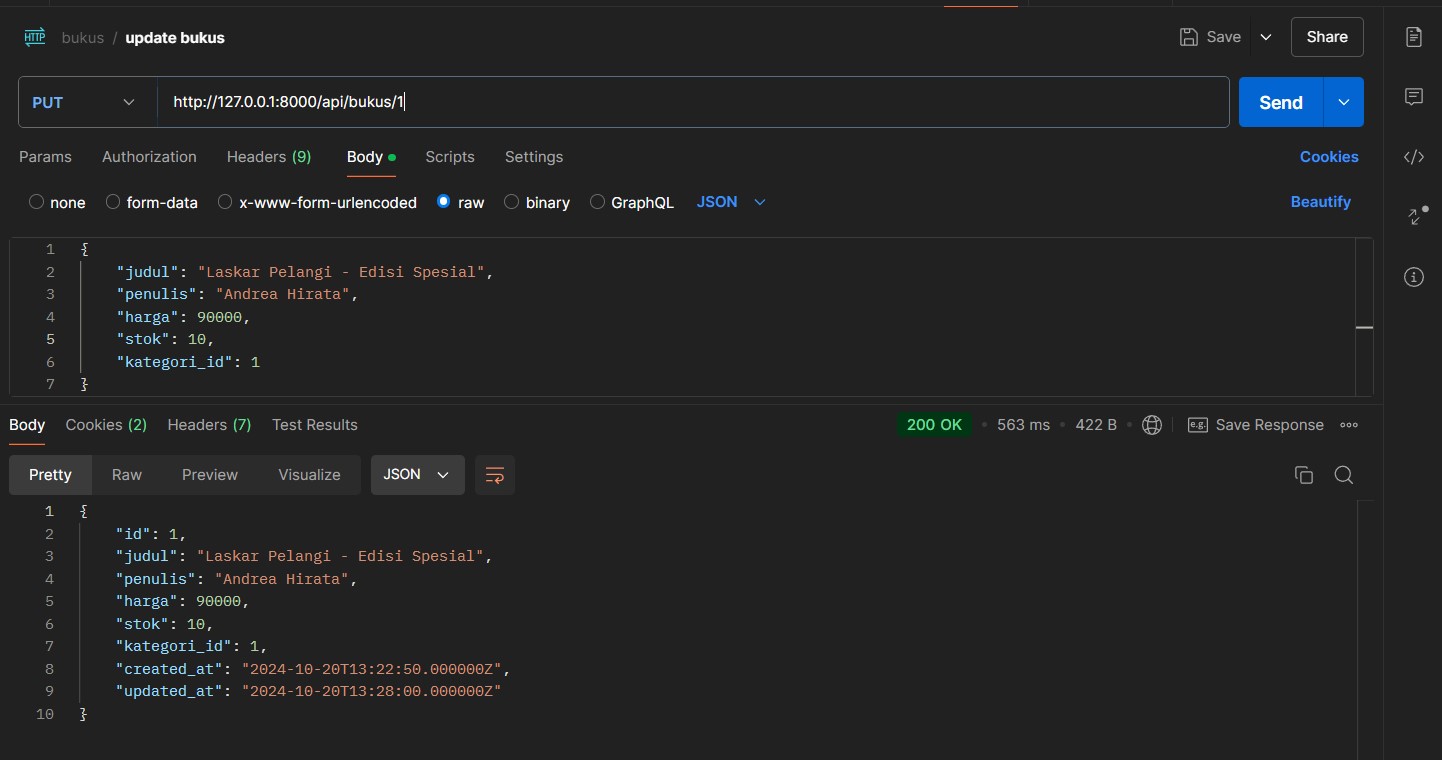 HTTP bukus / update bukus Save Share
PUT http://127.0.0.1:8000/api/bukus/1 Send
Params Authorization Headers (9) Body Scripts Settings Cookies
none form-data x-www-form-urlencoded raw binary GraphQL JSON Beautify
1 {
2 "judul": "Laskar Pelangi - Edisi Spesial",
3 "penulis": "Andrea Hirata",
4 "harga": 90000,
5 "stok": 10,
6 "kategori_id": 1
7 }
Body Cookies (2) Headers (7) Test Results 200 OK • 563 ms • 422 B • e.g. Save Response
Pretty Raw Preview Visualize JSON
1 {
2 "id": 1,
3 "judul": "Laskar Pelangi - Edisi Spesial",
4 "penulis": "Andrea Hirata",
5 "harga": 90000,
6 "stok": 10,
7 "kategori_id": 1,
8 "created_at": "2024-10-20T13:22:50.000000Z",
9 "updated_at": "2024-10-20T13:28:00.000000Z"
10 }